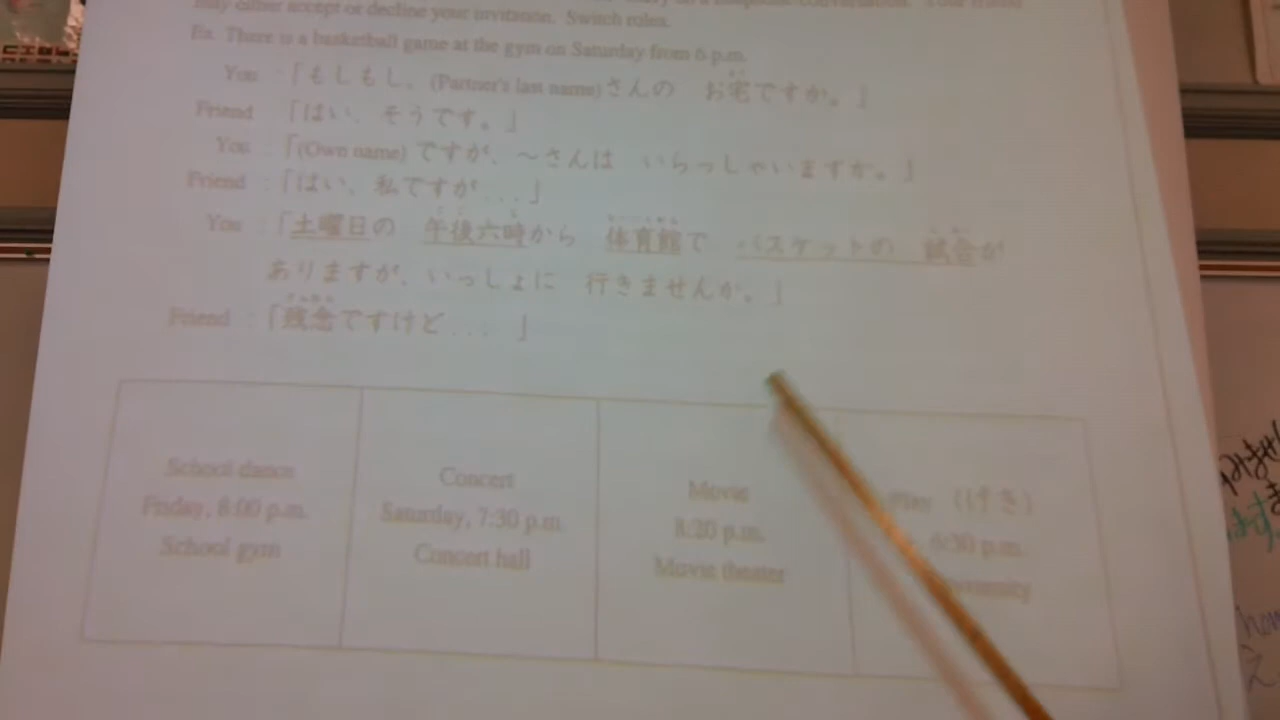 may either accept or decline your invitation. Switch roles.
Ex. There is a basketball game at the gym on Saturday from 6 p.m.
You :「もしもし。(Partner's last name)さんの お宅ですか。」
Friend 「はい、そうです。」
You :「(Own name) ですが、～さんは いらっしゃいますか。」
Friend :「はい、私ですが...」
You :「土曜日の 午後六時から 体育館で バスケットの 試合が
ありますが、いっしょに 行きませんか。」
Friend :「残念ですけど... 」
School dance
Friday, 8:00 p.m.
School gym
Concert
Saturday, 7:30 p.m.
Concert hall
Movie
8:20 p.m.
Movie theater
Play (げき)
6:30 p.m.